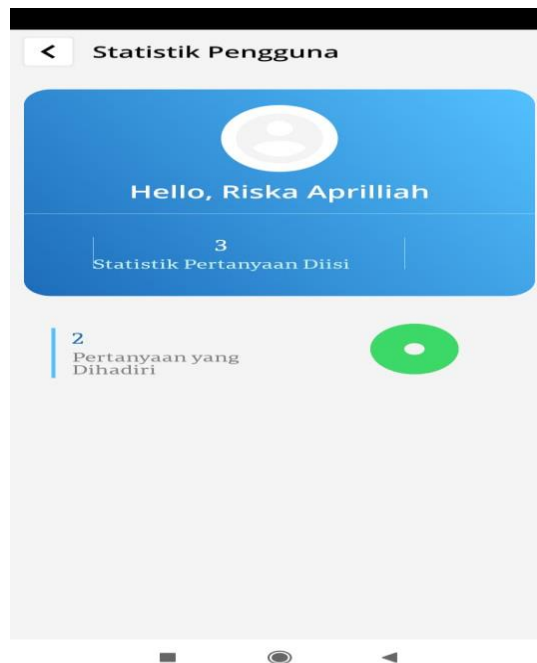 Statistik Pengguna
Hello, Riska Aprilliah
3
Statistik Pertanyaan Diisi
2
Pertanyaan yang
Dihadiri